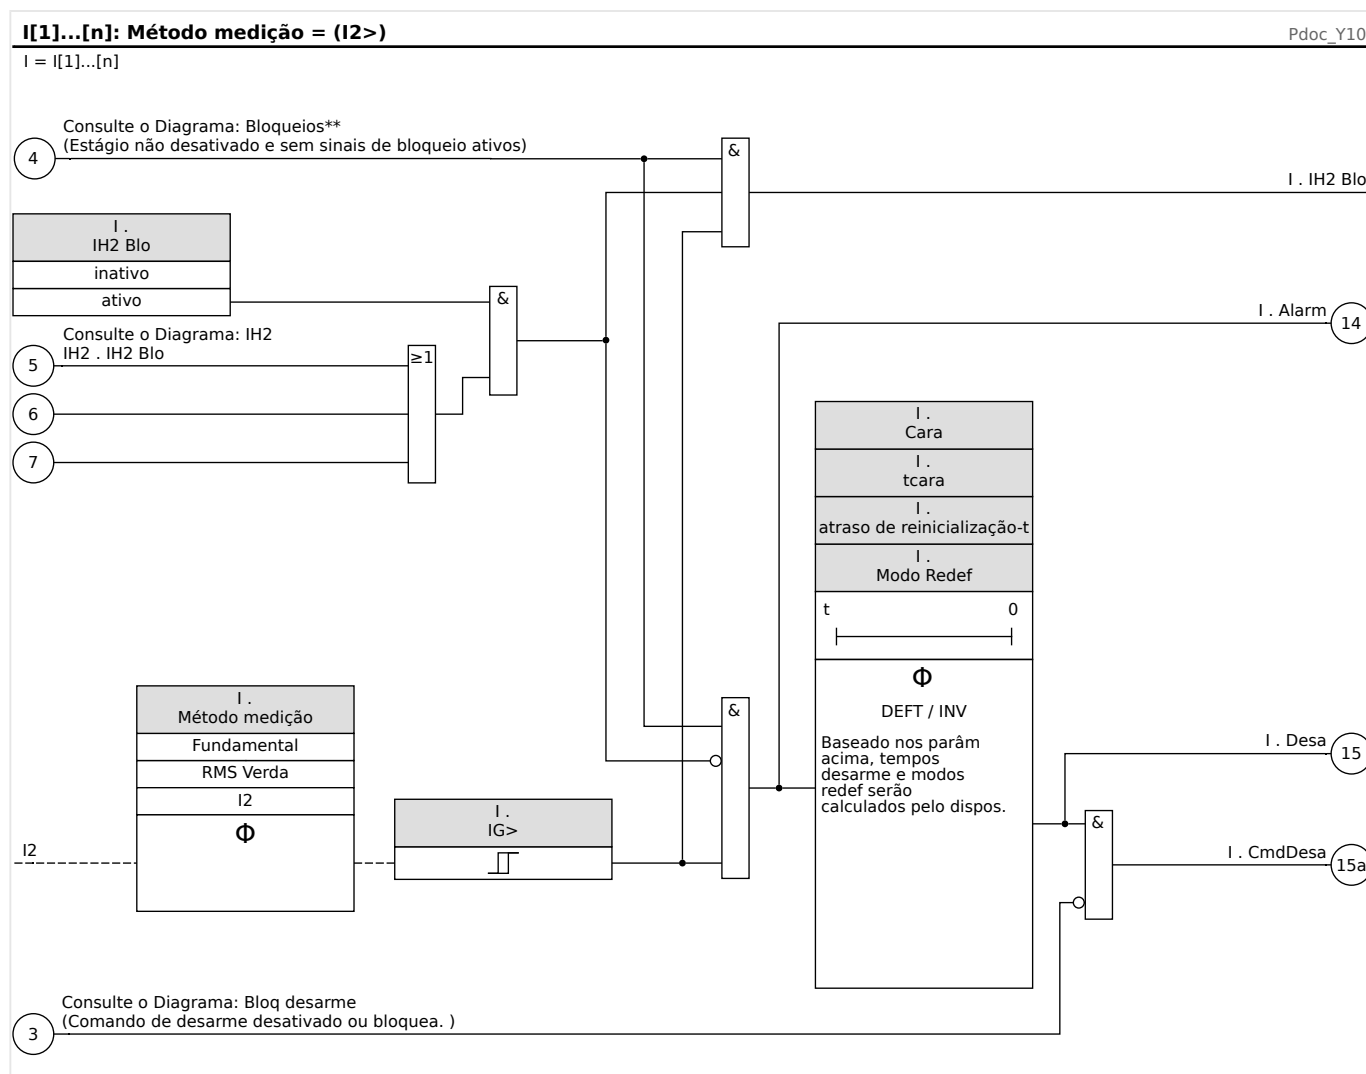 I[1]...[n]: Método medição = (I2>)
Pdoc_Y10
I = I[1]...[n]
Consulte o Diagrama: Bloqueios**
(Estágio não desativado e sem sinais de bloqueio ativos)
4
&
I . IH2 Blo
I .
IH2 Blo
inativo
ativo
&
Consulte o Diagrama: IH2
IH2 . IH2 Blo
5
≥1
6
7
I . Alarm
14
I .
Cara
I .
tcara
I .
atraso de reinicialização-t
I .
Modo Redef
t 0
Φ
DEFT / INV
Baseado nos parâm
acima, tempos
desarme e modos
redef serão
calculados pelo dispos.
I .
Método medição
Fundamental
RMS Verda
I2
Φ
I2
I .
IG>
&
I . Desa
15
&
I . CmdDesa
15a
Consulte o Diagrama: Bloq desarme
(Comando de desarme desativado ou bloquea. )
3